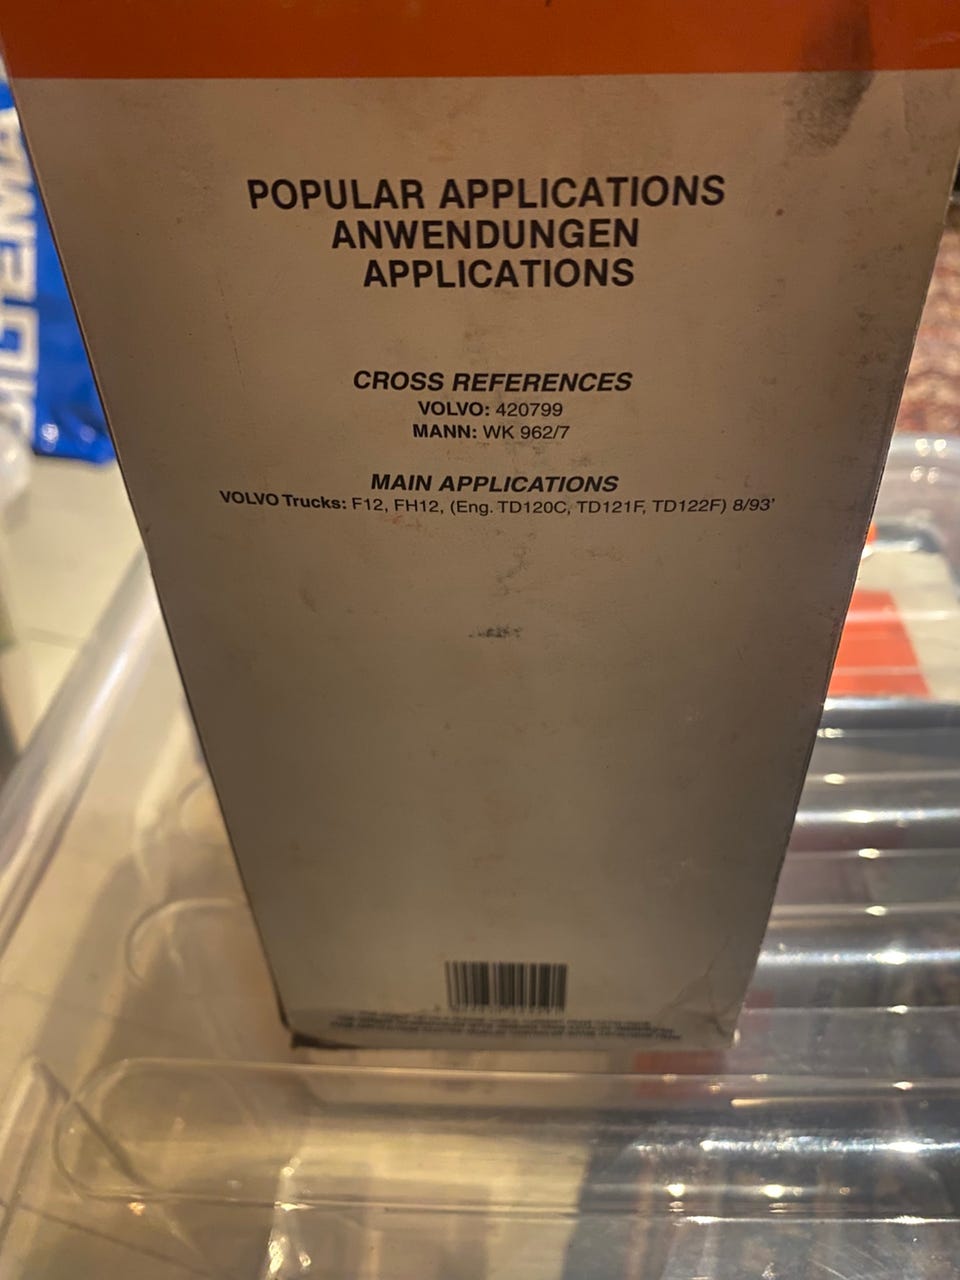 POPULAR APPLICATIONS
ANWENDUNGEN
APPLICATIONS
CROSS REFERENCES
VOLVO: 420799
MANN: WK 962/7
MAIN APPLICATIONS
VOLVO Trucks: F12, FH12, (Eng. TD120C, TD121F, TD122F) 8/93'